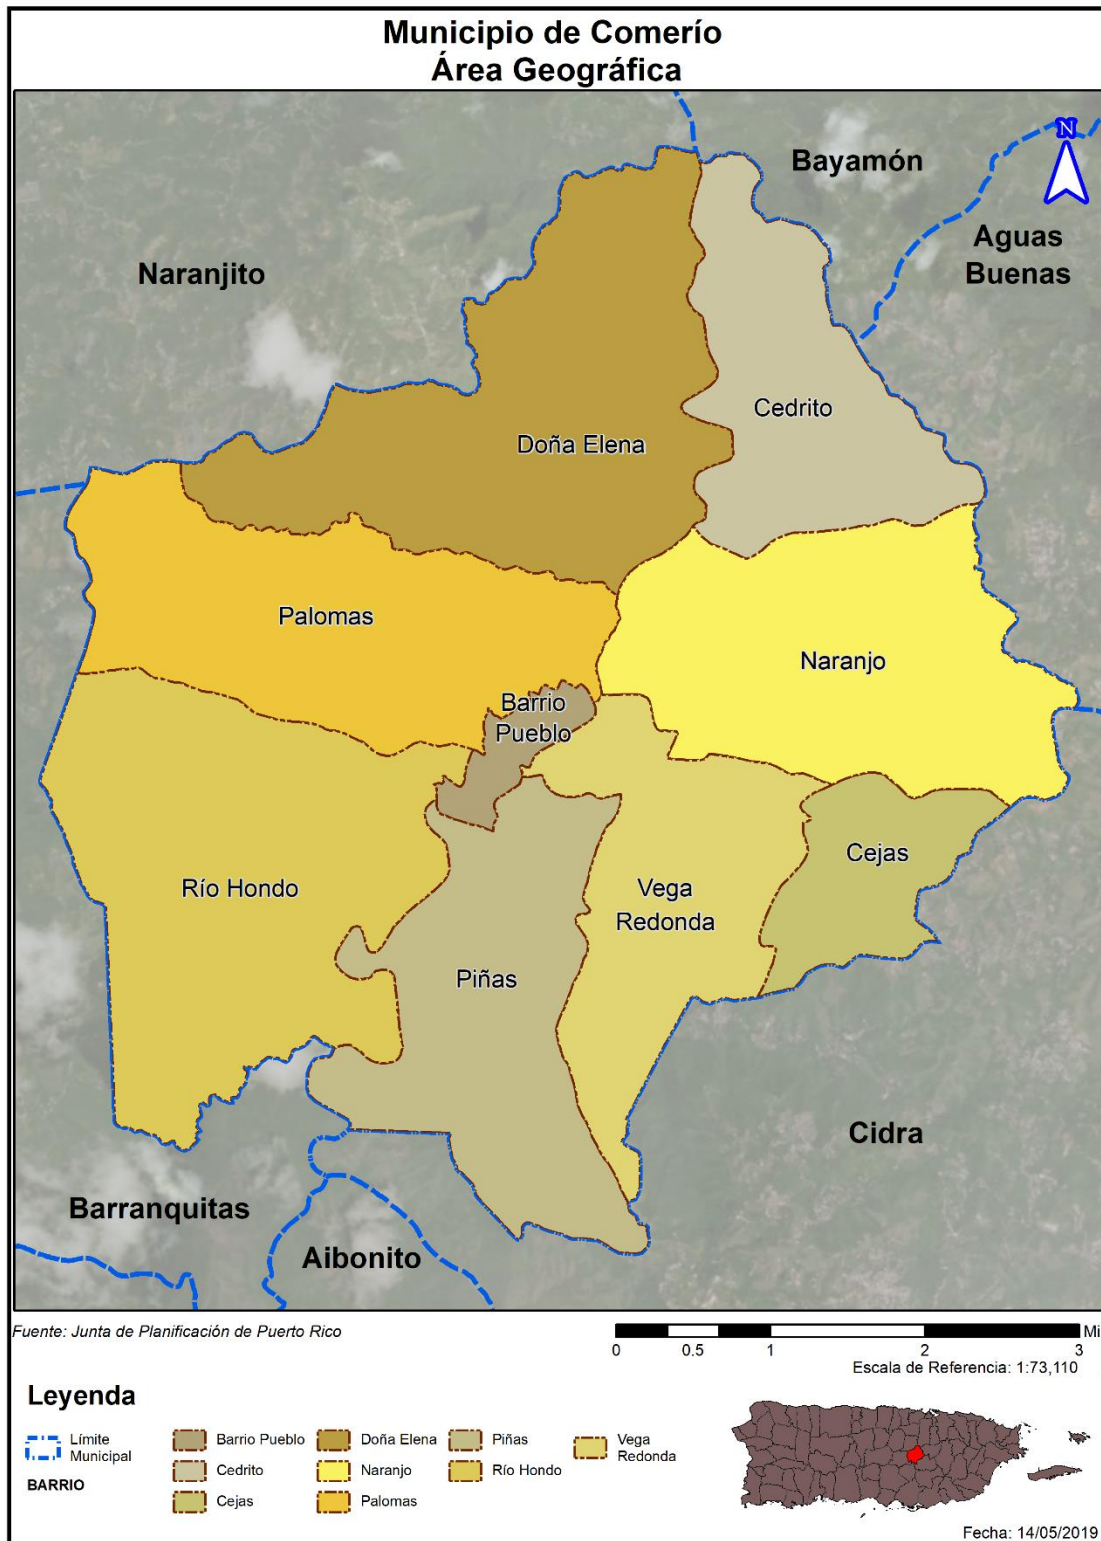 Municipio de Comerío
Área Geográfica
N
Bayamón
Aguas
Buenas
Naranjito
Cedrito
Doña Elena
Palomas
Naranjo
Barrio
Pueblo
Cejas
Río Hondo
Vega
Redonda
Piñas
Cidra
Barranquitas
Aibonito
Fuente: Junta de Planificación de Puerto Rico
Mi
0 0.5 1 2 3
Escala de Referencia: 1:73,110
Leyenda
Límite
Municipal
BARRIO
Barrio Pueblo
Cedrito
Cejas
Doña Elena
Naranjo
Palomas
Piñas
Río Hondo
Vega
Redonda
Fecha: 14/05/2019